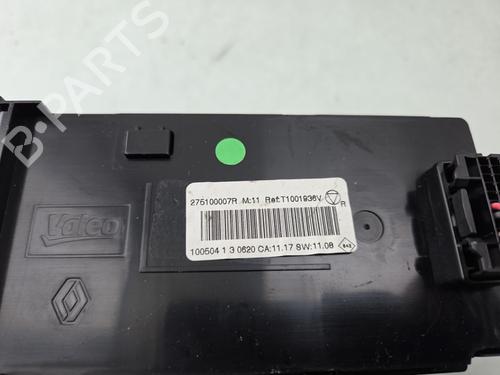 275100007R M:11 Ref:T1001936V
R
100504 1 3 0620 CA:11.17 SW:11.08
Valeo
B-PARTS